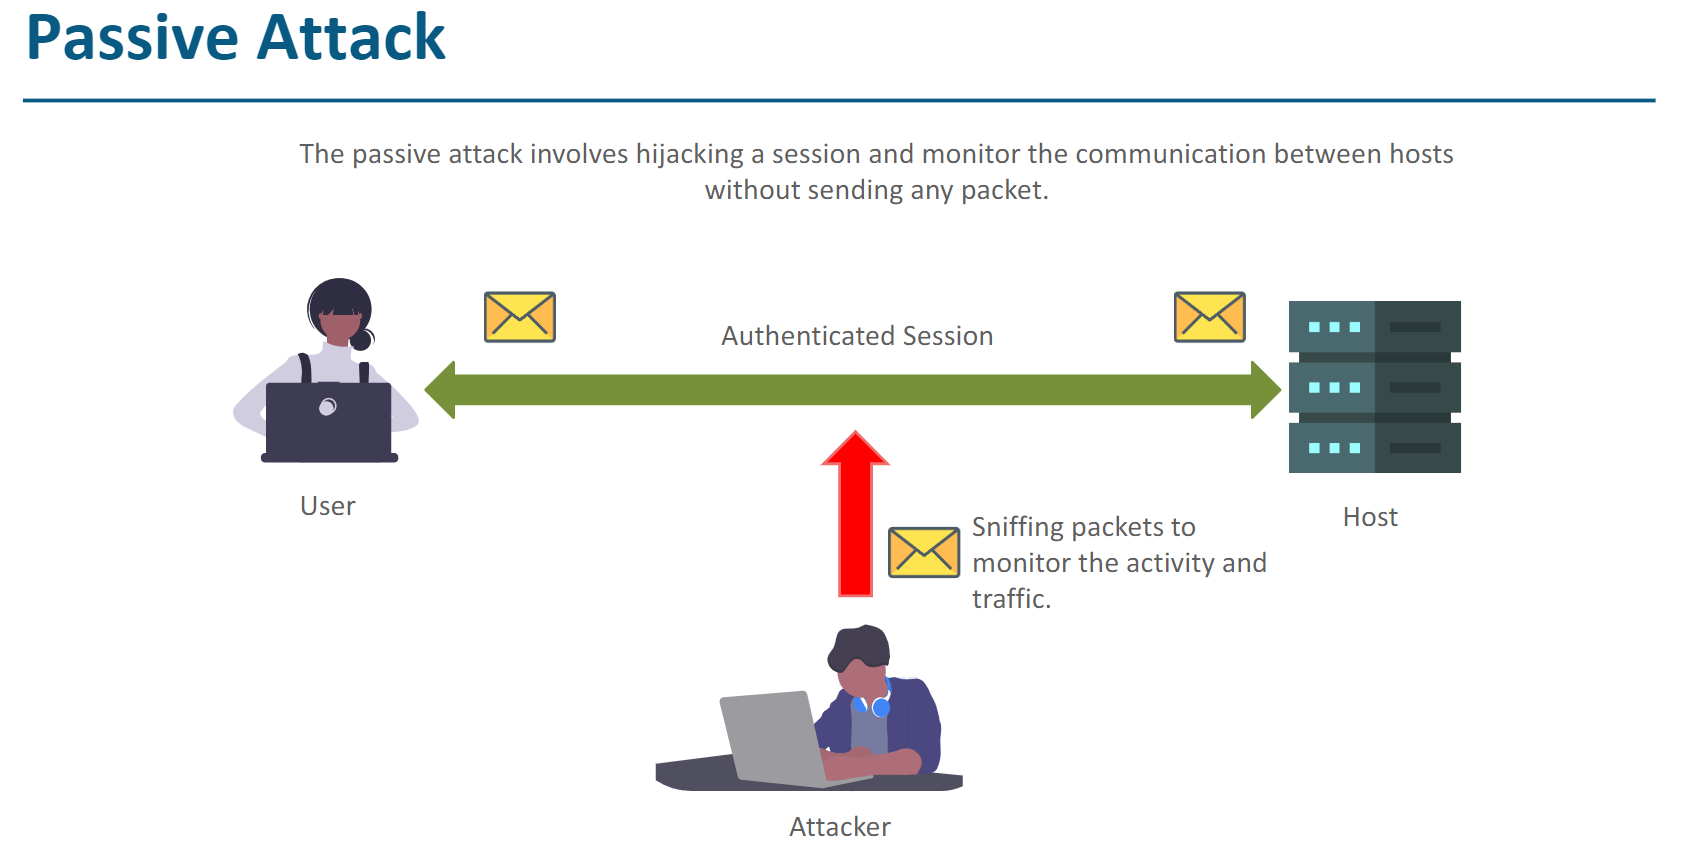 Passive Attack
The passive attack involves hijacking a session and monitor the communication between hosts
without sending any packet.
Authenticated Session
User
Host
Sniffing packets to
monitor the activity and
traffic.
Attacker